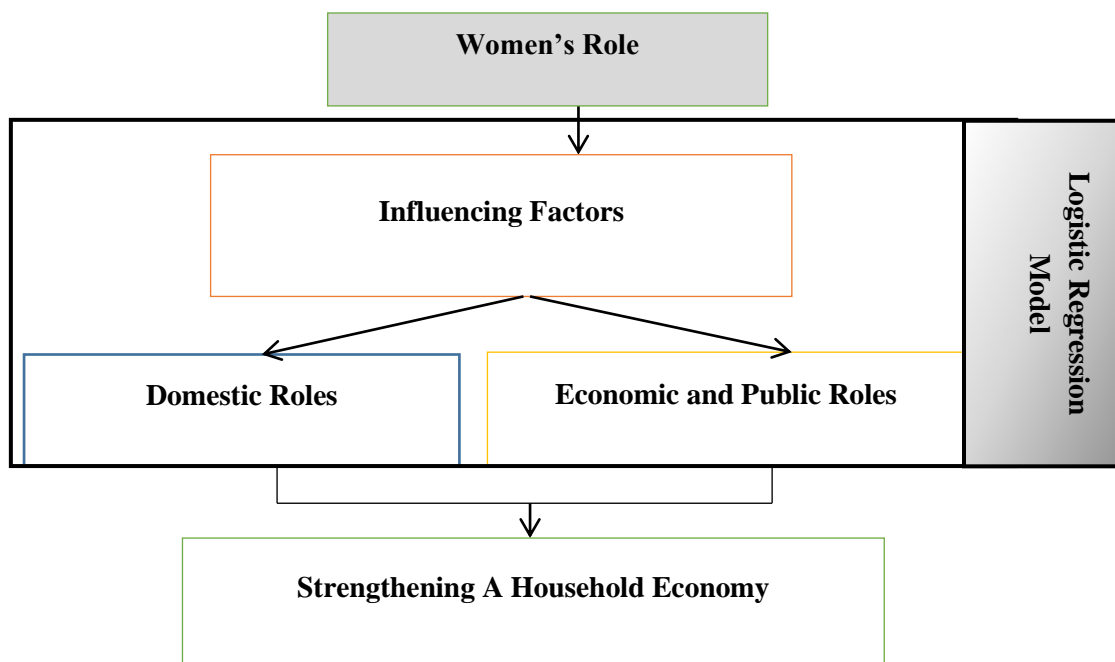 Women’s Role
Influencing Factors
Logistic Regression
Model
Domestic Roles
Economic and Public Roles
Strengthening A Household Economy